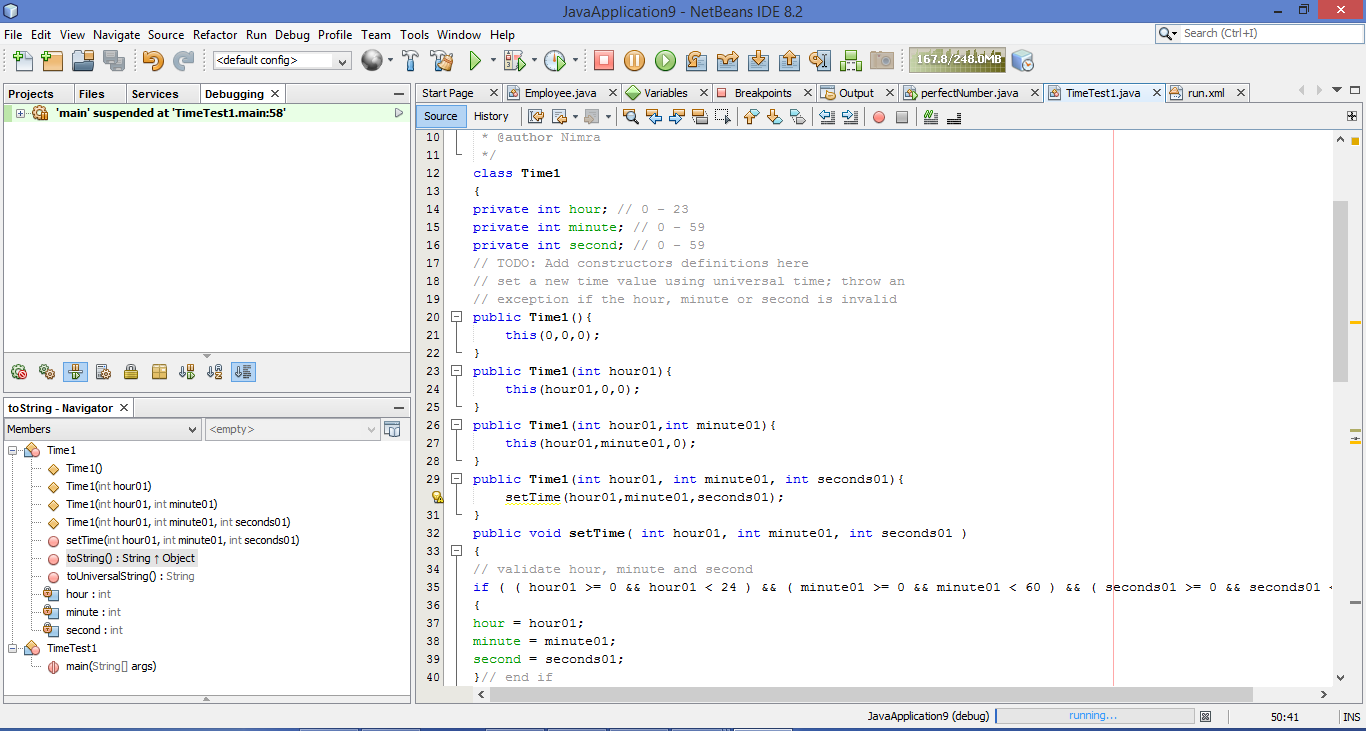 JavaApplication9 - NetBeans IDE 8.2
File Edit View Navigate Source Refactor Run Debug Profile Team Tools Window Help
Search (Ctrl+I)
<default config>
167.8/248.0MB
Projects Files Services Debugging
'main' suspended at 'TimeTest1.main:58'
toString - Navigator
Members
<empty>
Time1
Time1()
Time1(int hour01)
Time1(int hour01, int minute01)
Time1(int hour01, int minute01, int seconds01)
setTime(int hour01, int minute01, int seconds01)
toString() : String ↑ Object
toUniversalString() : String
hour : int
minute : int
second : int
TimeTest1
main(String[] args)
Start Page Employee.java Variables Breakpoints Output perfectNumber.java TimeTest1.java run.xml
Source History
10 * @author Nimra
11 */
12 class Time1
13 {
14 private int hour; // 0 - 23
15 private int minute; // 0 - 59
16 private int second; // 0 - 59
17 // TODO: Add constructors definitions here
18 // set a new time value using universal time; throw an
19 // exception if the hour, minute or second is invalid
20 public Time1(){
21 this(0,0,0);
22 }
23 public Time1(int hour01){
24 this(hour01,0,0);
25 }
26 public Time1(int hour01,int minute01){
27 this(hour01,minute01,0);
28 }
29 public Time1(int hour01, int minute01, int seconds01){
setTime(hour01,minute01,seconds01);
31 }
32 public void setTime( int hour01, int minute01, int seconds01 )
33 {
34 // validate hour, minute and second
35 if ( ( hour01 >= 0 && hour01 < 24 ) && ( minute01 >= 0 && minute01 < 60 ) && ( seconds01 >= 0 && seconds01 <
36 {
37 hour = hour01;
38 minute = minute01;
39 second = seconds01;
40 }// end if
JavaApplication9 (debug) running... 50:41 INS